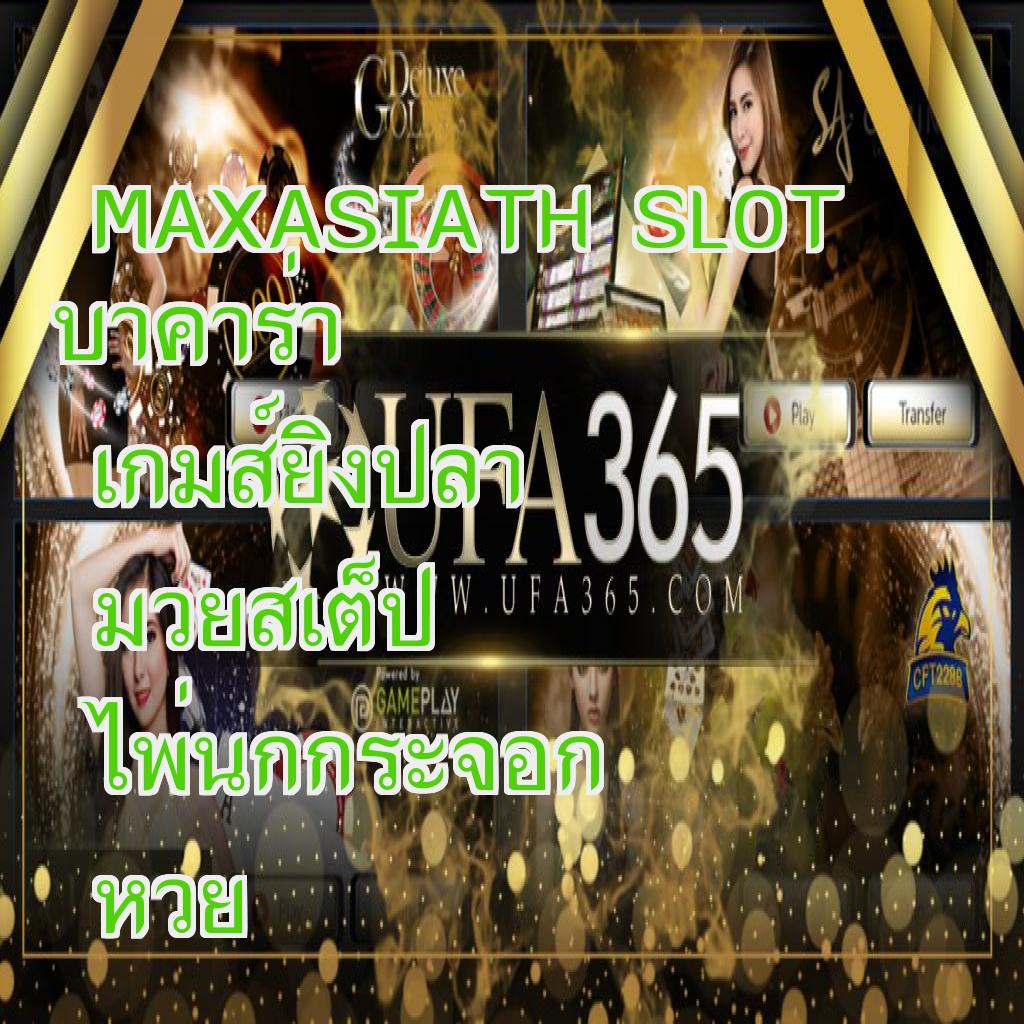 Deluxe
GOLD
SA
MAXASIATH SLOT
บาคาร่า
Play
Transfer
เกมส์ยิงปลา
UFA365
WWW.UFA365.COM
มวยสเต็ป
CFT2288
Powered by
GAMEPLAY
INTERACTIVE
ไพ่นกกระจอก
หวย